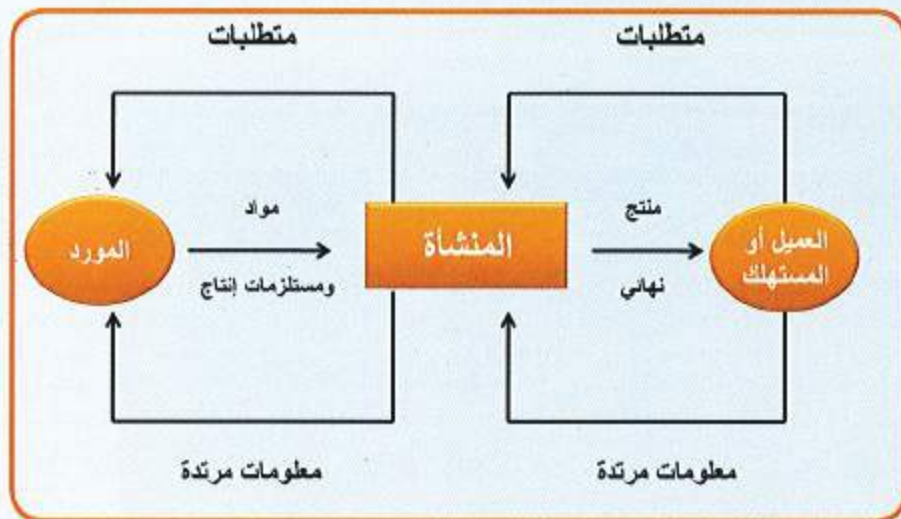 متطلبات
متطلبات
العميل أو
المستهلك
منتج
نهائي
المنشأة
مواد
ومستلزمات إنتاج
المورد
معلومات مرتدة
معلومات مرتدة